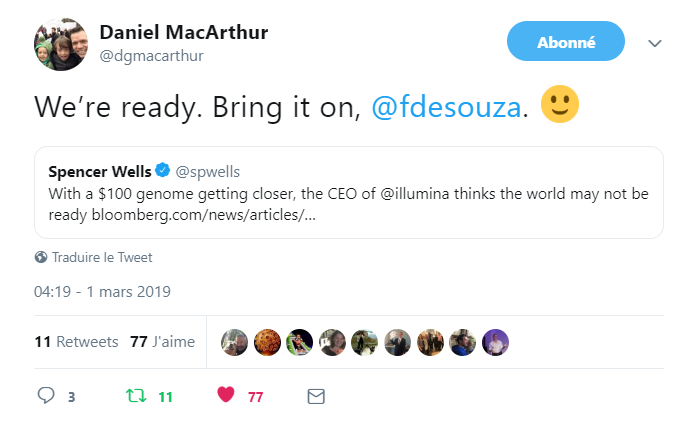 Daniel MacArthur
@dgmacarthur
Abonné
We're ready. Bring it on, @fdesouza. 🙂
Spencer Wells @spwells
With a $100 genome getting closer, the CEO of @illumina thinks the world may not be
ready bloomberg.com/news/articles/...
Traduire le Tweet
04:19 - 1 mars 2019
11 Retweets 77 J'aime
3 11 77